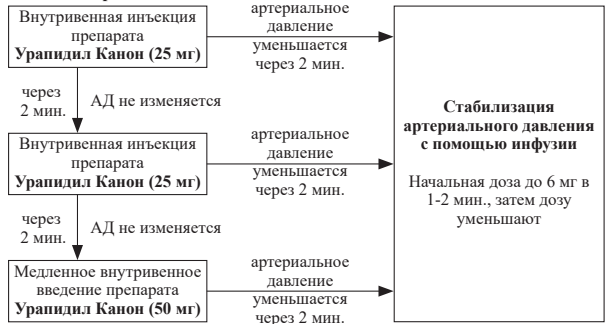 Внутривенная инъекция
препарата
Урапидил Канон (25 мг)
артериальное
давление
уменьшается
через 2 мин.
через
2 мин.
АД не изменяется
Внутривенная инъекция
препарата
Урапидил Канон (25 мг)
артериальное
давление
уменьшается
через 2 мин.
через
2 мин.
АД не изменяется
Медленное внутривенное
введение препарата
Урапидил Канон (50 мг)
артериальное
давление
уменьшается
через 2 мин.
Стабилизация
артериального давления
с помощью инфузии
Начальная доза до 6 мг в
1-2 мин., затем дозу
уменьшают